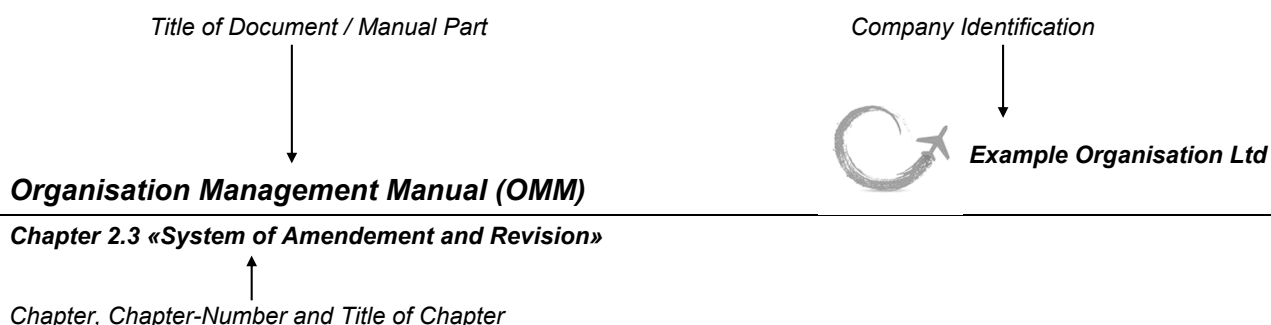 Title of Document / Manual Part
Company Identification
Example Organisation Ltd
Organisation Management Manual (OMM)
Chapter 2.3 «System of Amendement and Revision»
Chapter, Chapter-Number and Title of Chapter